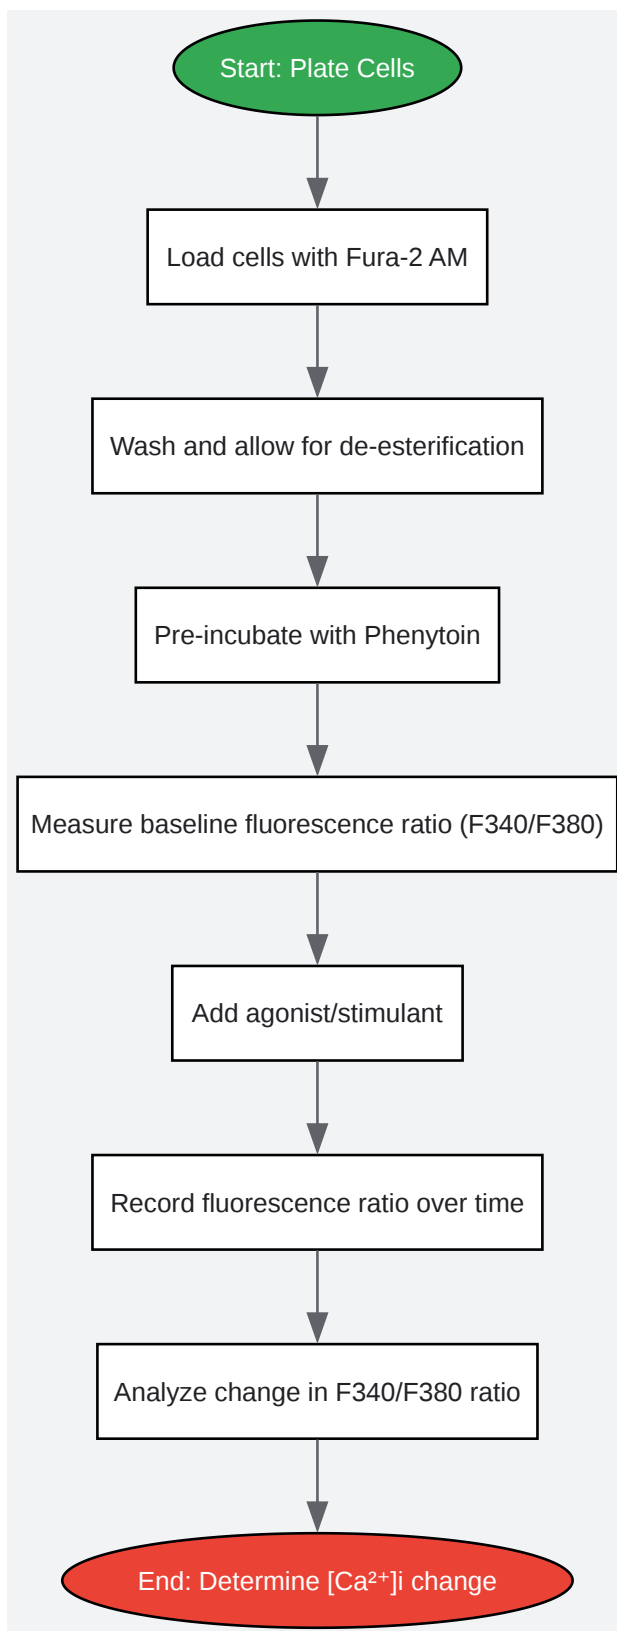 Start: Plate Cells
Load cells with Fura-2 AM
Wash and allow for de-esterification
Pre-incubate with Phenytoin
Measure baseline fluorescence ratio (F340/F380)
Add agonist/stimulant
Record fluorescence ratio over time
Analyze change in F340/F380 ratio
End: Determine [Ca²⁺]i change